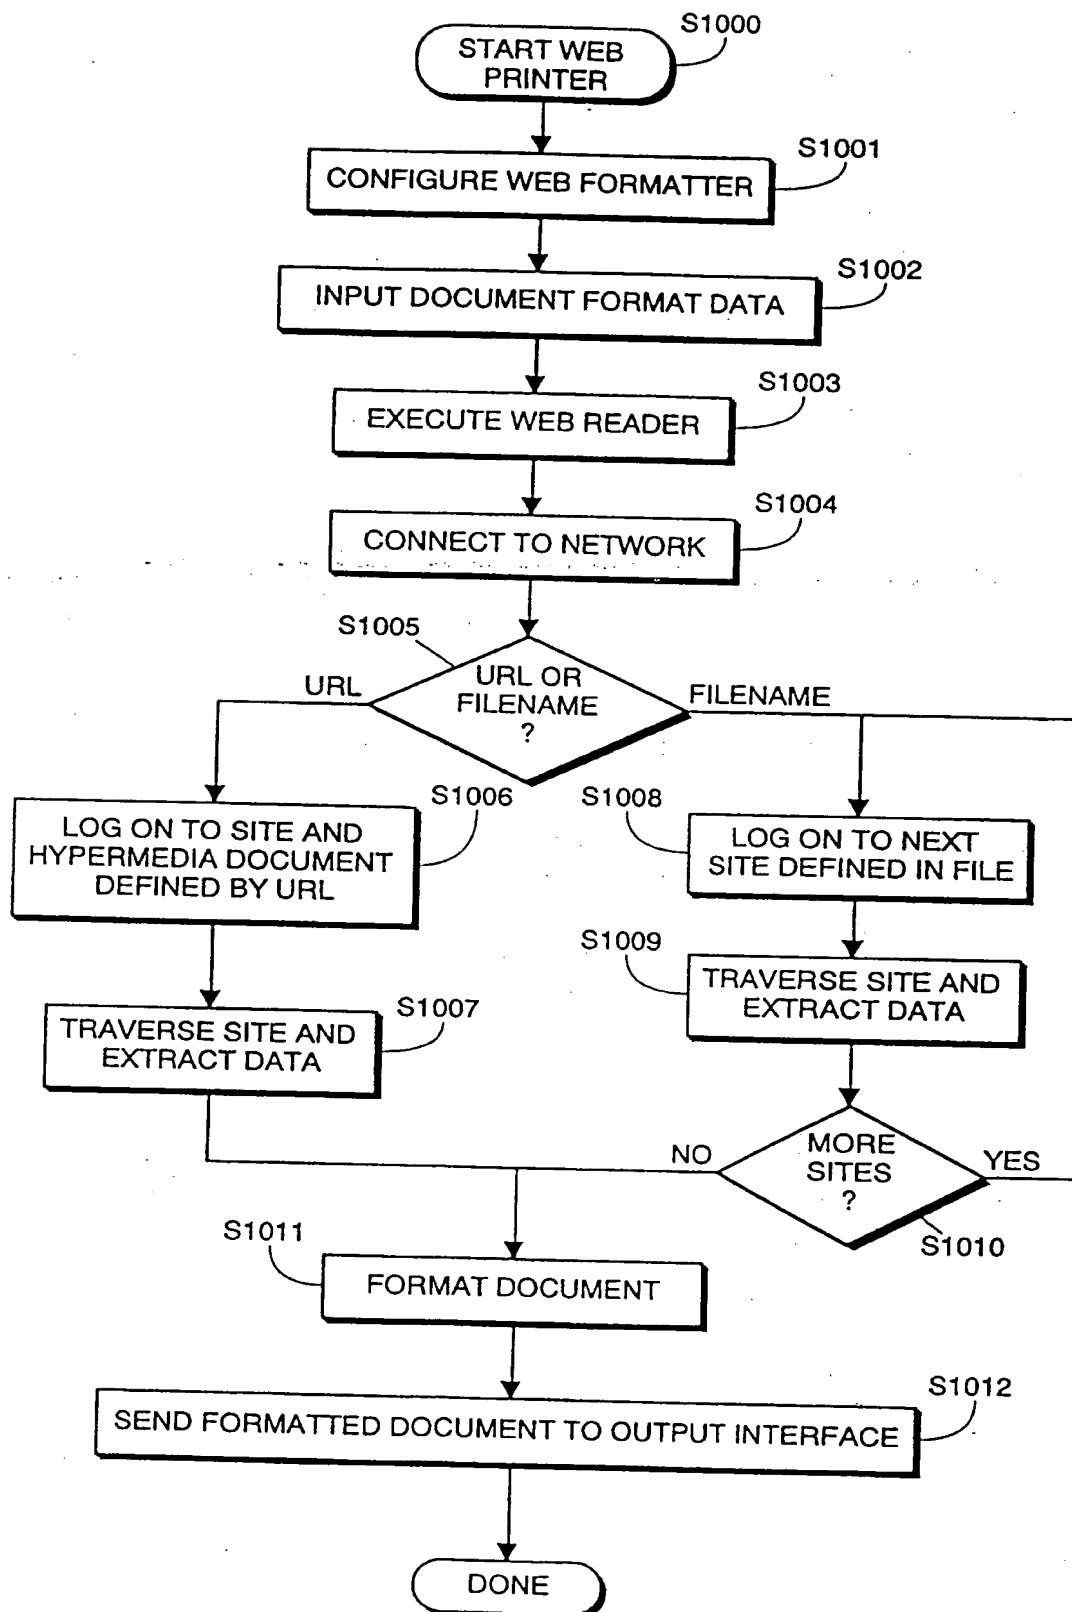 S1000
START WEB
PRINTER
S1001
CONFIGURE WEB FORMATTER
S1002
INPUT DOCUMENT FORMAT DATA
S1003
EXECUTE WEB READER
S1004
CONNECT TO NETWORK
S1005
URL OR
FILENAME
?
URL
FILENAME
S1006
LOG ON TO SITE AND
HYPERMEDIA DOCUMENT
DEFINED BY URL
S1008
LOG ON TO NEXT
SITE DEFINED IN FILE
S1009
TRAVERSE SITE AND
EXTRACT DATA
S1007
TRAVERSE SITE AND
EXTRACT DATA
NO
MORE
SITES
?
YES
S1010
S1011
FORMAT DOCUMENT
S1012
SEND FORMATTED DOCUMENT TO OUTPUT INTERFACE
DONE